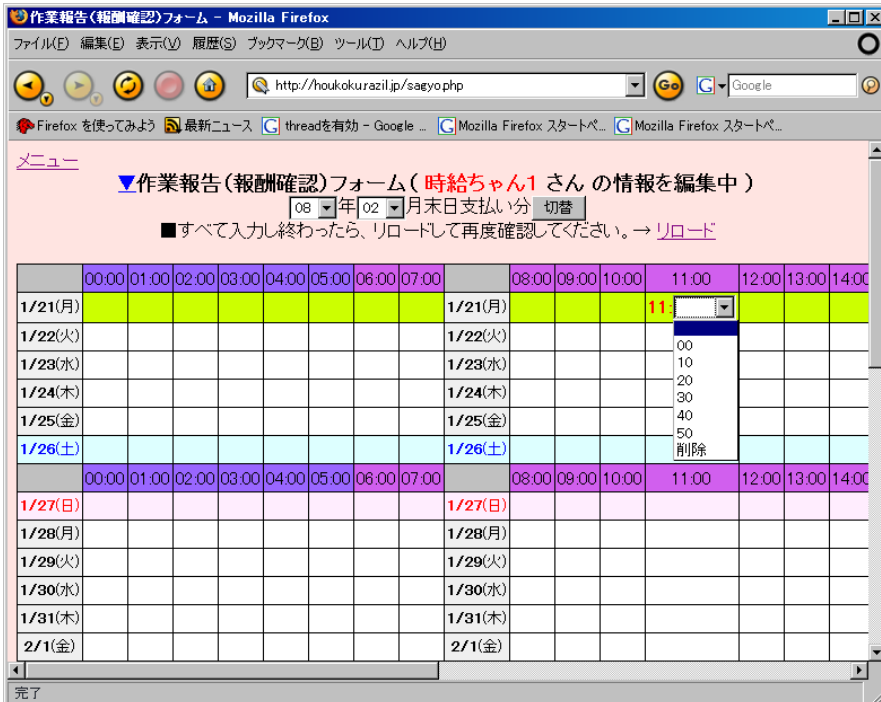 作業報告(報酬確認)フォーム - Mozilla Firefox
ファイル(F) 編集(E) 表示(V) 履歴(S) ブックマーク(B) ツール(T) ヘルプ(H)
http://houkoku.razil.jp/sagyo.php Go G Google
Firefox を使ってみよう 最新ニュース G threadを有効 - Google ... G Mozilla Firefox スタートペ... G Mozilla Firefox スタートペ...
メニュー
▼作業報告(報酬確認)フォーム( 時給ちゃん1 さん の情報を編集中 )
08 年 02 月末日支払い分 切替
■すべて入力し終わったら、リロードして再度確認してください。→ リロード
00:00 01:00 02:00 03:00 04:00 05:00 06:00 07:00 08:00 09:00 10:00 11:00 12:00 13:00 14:00
1/21(月) 1/21(月) 11:
1/22(火) 1/22(火)
00
1/23(水) 1/23(水) 10
20
1/24(木) 1/24(木) 30
40
1/25(金) 1/25(金)
50
1/26(土) 1/26(土) 削除
00:00 01:00 02:00 03:00 04:00 05:00 06:00 07:00 08:00 09:00 10:00 11:00 12:00 13:00 14:00
1/27(日) 1/27(日)
1/28(月) 1/28(月)
1/29(火) 1/29(火)
1/30(水) 1/30(水)
1/31(木) 1/31(木)
2/1(金) 2/1(金)
完了